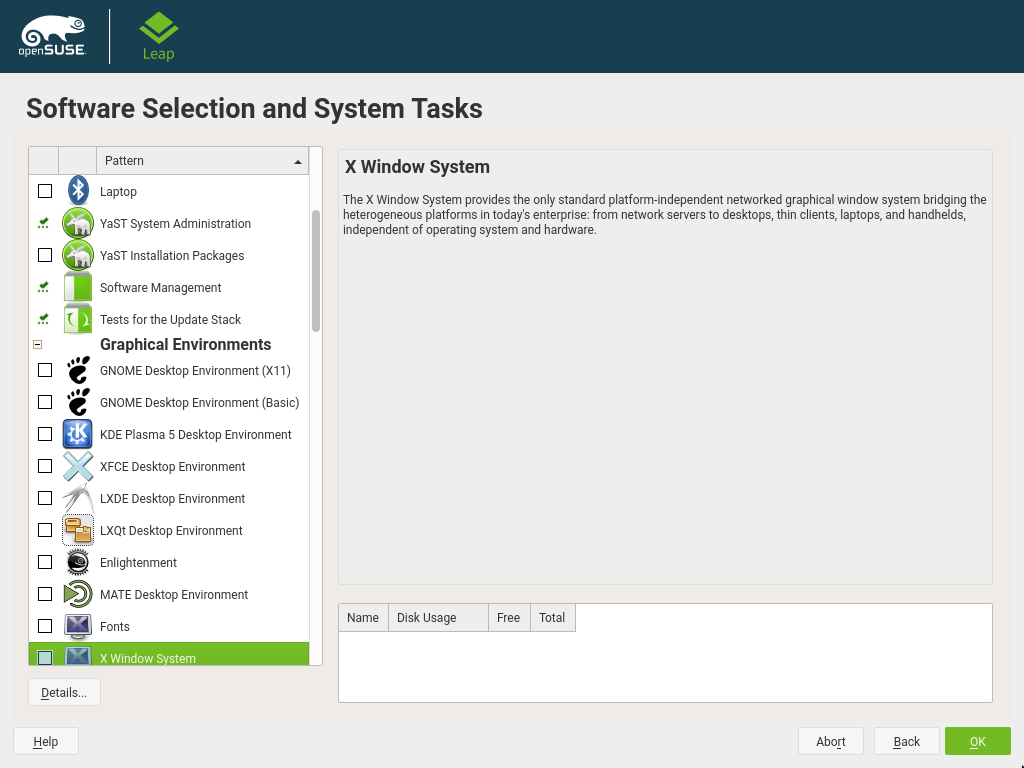 openSUSE
Leap
Software Selection and System Tasks
Pattern
Laptop
YaST System Administration
YaST Installation Packages
Software Management
Tests for the Update Stack
Graphical Environments
GNOME Desktop Environment (X11)
GNOME Desktop Environment (Basic)
KDE Plasma 5 Desktop Environment
XFCE Desktop Environment
LXDE Desktop Environment
LXQt Desktop Environment
Enlightenment
MATE Desktop Environment
Fonts
X Window System
Details...
X Window System
The X Window System provides the only standard platform-independent networked graphical window system bridging the
heterogeneous platforms in today's enterprise: from network servers to desktops, thin clients, laptops, and handhelds,
independent of operating system and hardware.
Name Disk Usage Free Total
Help Abort Back OK